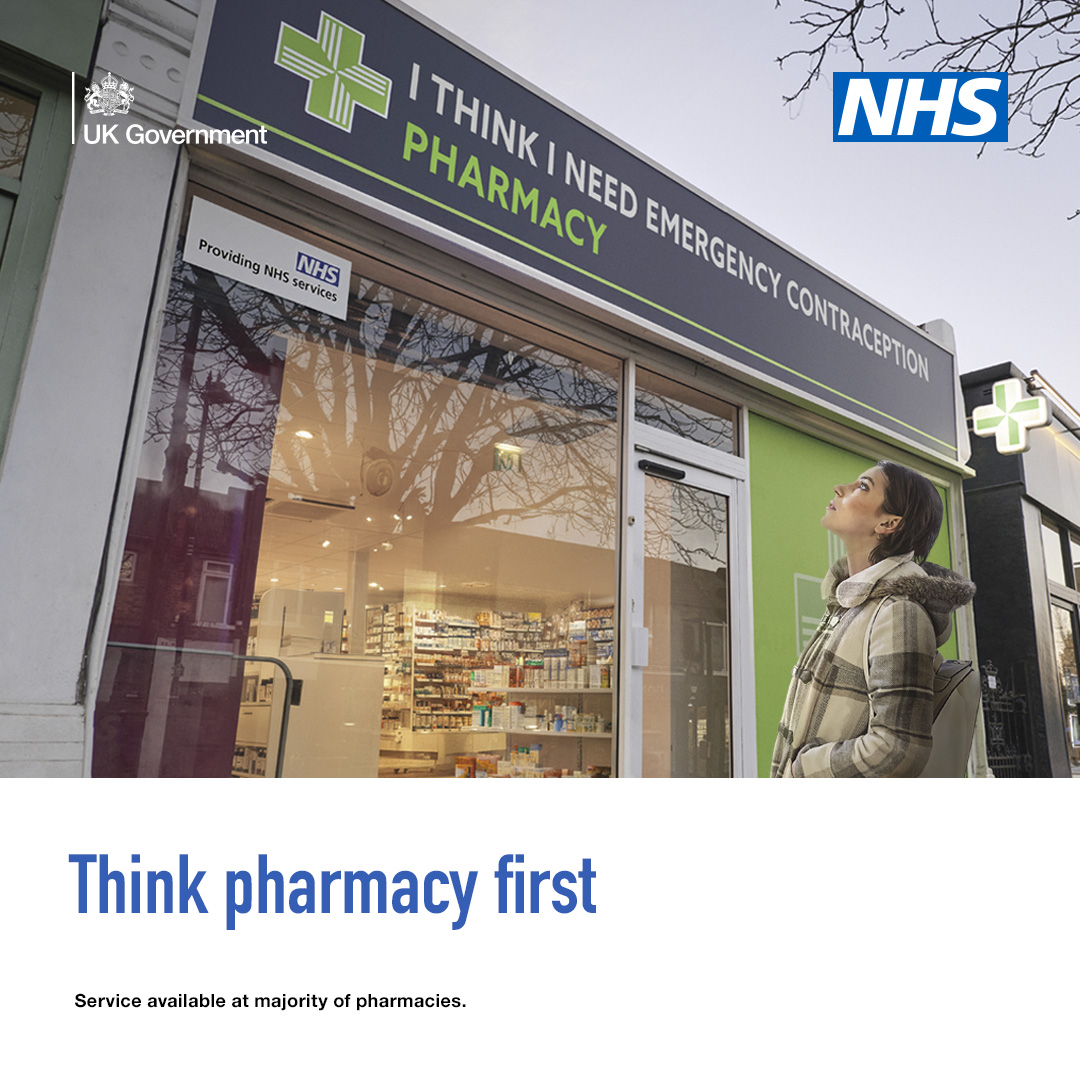 UK Government
NHS
I THINK I NEED EMERGENCY CONTRACEPTION
PHARMACY
NHS
Providing NHS services
Think pharmacy first
Service available at majority of pharmacies.